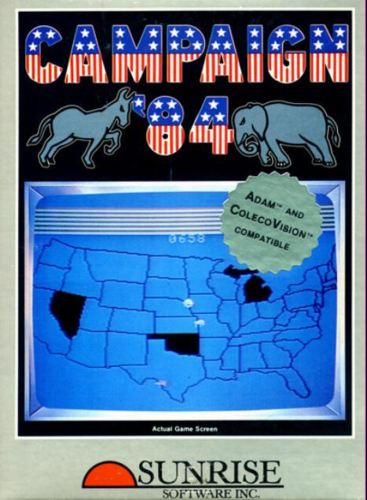 CAMPAIGN
'84
ADAM™ AND
COLECOVISION™
COMPATIBLE
0658
Actual Game Screen
SUNRISE
SOFTWARE INC.